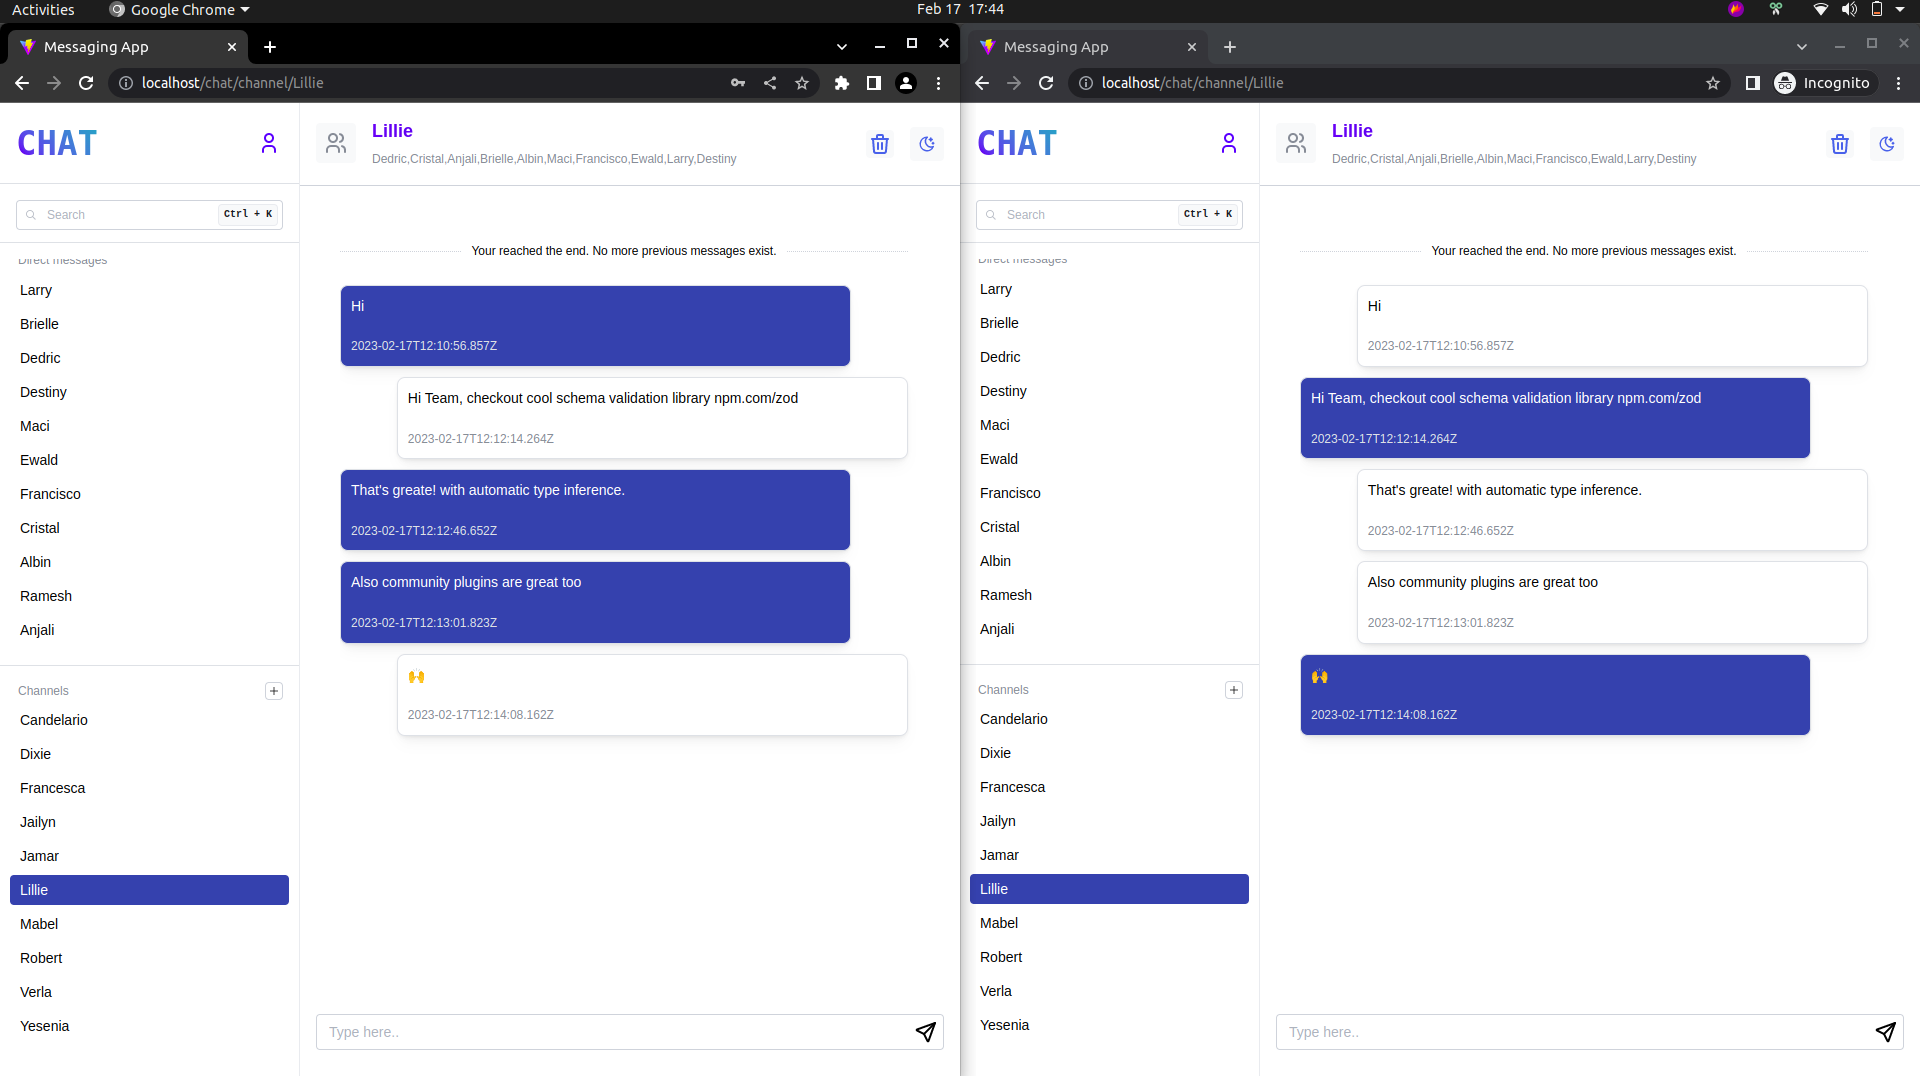 Activities
Google Chrome
Feb 17 17:44
Messaging App
localhost/chat/channel/Lillie
CHAT
Lillie
Dedric,Cristal,Anjali,Brielle,Albin,Maci,Francisco,Ewald,Larry,Destiny
Search
Ctrl + K
Direct messages
Larry
Brielle
Dedric
Destiny
Maci
Ewald
Francisco
Cristal
Albin
Ramesh
Anjali
Channels
Candelario
Dixie
Francesca
Jailyn
Jamar
Lillie
Mabel
Robert
Verla
Yesenia
Your reached the end. No more previous messages exist.
Hi
2023-02-17T12:10:56.857Z
Hi Team, checkout cool schema validation library npm.com/zod
2023-02-17T12:12:14.264Z
That's greate! with automatic type inference.
2023-02-17T12:12:46.652Z
Also community plugins are great too
2023-02-17T12:13:01.823Z
🙌
2023-02-17T12:14:08.162Z
Type here..
Messaging App
localhost/chat/channel/Lillie
Incognito
CHAT
Lillie
Dedric,Cristal,Anjali,Brielle,Albin,Maci,Francisco,Ewald,Larry,Destiny
Search
Ctrl + K
Direct messages
Larry
Brielle
Dedric
Destiny
Maci
Ewald
Francisco
Cristal
Albin
Ramesh
Anjali
Channels
Candelario
Dixie
Francesca
Jailyn
Jamar
Lillie
Mabel
Robert
Verla
Yesenia
Your reached the end. No more previous messages exist.
Hi
2023-02-17T12:10:56.857Z
Hi Team, checkout cool schema validation library npm.com/zod
2023-02-17T12:12:14.264Z
That's greate! with automatic type inference.
2023-02-17T12:12:46.652Z
Also community plugins are great too
2023-02-17T12:13:01.823Z
🙌
2023-02-17T12:14:08.162Z
Type here..